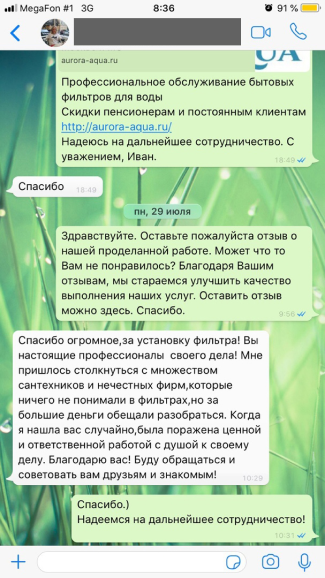 MegaFon #1 3G
8:36
91 %
aurora-aqua.ru
Профессиональное обслуживание бытовых
фильтров для воды
Скидки пенсионерам и постоянным клиентам
http://aurora-aqua.ru/
Надеюсь на дальнейшее сотрудничество. С
уважением, Иван.
18:49
Спасибо
18:48
пн, 29 июля
Здравствуйте. Оставьте пожалуйста отзыв о
нашей проделанной работе. Может что то
Вам не понравилось? Благодаря Вашим
отзывам, мы стараемся улучшить качество
выполнения наших услуг. Оставить отзыв
можно здесь. Спасибо.
9:58
Спасибо огромное,за установку фильтра! Вы
настоящие профессионалы своего дела! Мне
пришлось столкнуться с множеством
сантехников и нечестных фирм,которые
ничего не понимали в фильтрах,но за
большие деньги обещали разобраться. Когда
я нашла вас случайно,была поражена ценной
и ответственной работой с душой к своему
делу. Благодарю вас! Буду обращаться и
советовать вам друзьям и знакомым!
10:29
Спасибо.)
Надеемся на дальнейшее сотрудничество!
10:31